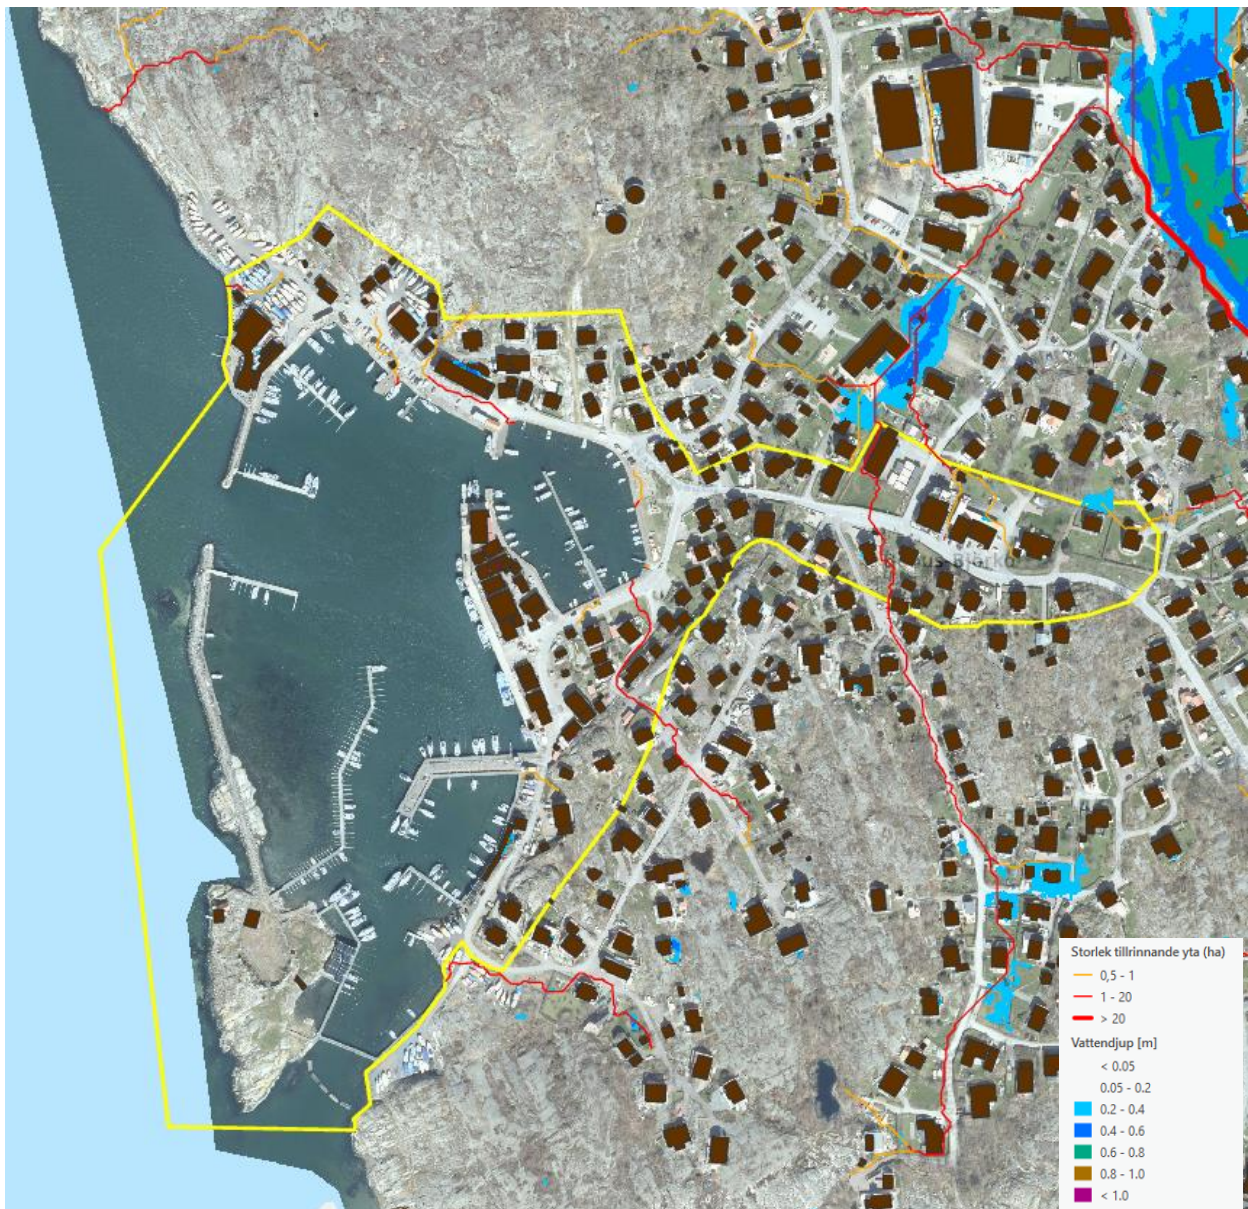 Storlek tillrinnande yta (ha)
0,5 - 1
1 - 20
> 20
Vattendjup [m]
< 0.05
0.05 - 0.2
0.2 - 0.4
0.4 - 0.6
0.6 - 0.8
0.8 - 1.0
< 1.0